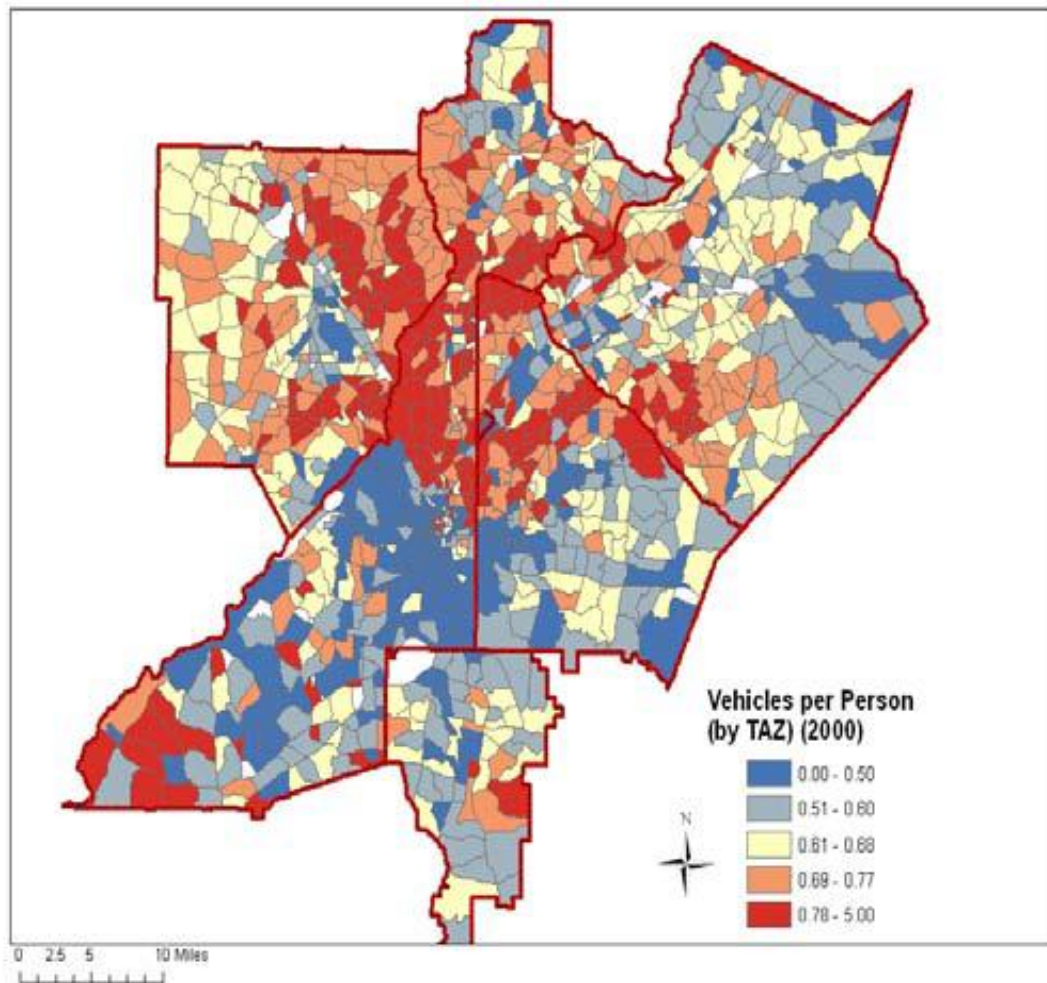 Vehicles per Person
(by TAZ) (2000)
0.00 - 0.50
0.51 - 0.60
0.61 - 0.68
0.69 - 0.77
0.78 - 5.00
N
0 2.5 5 10 Miles